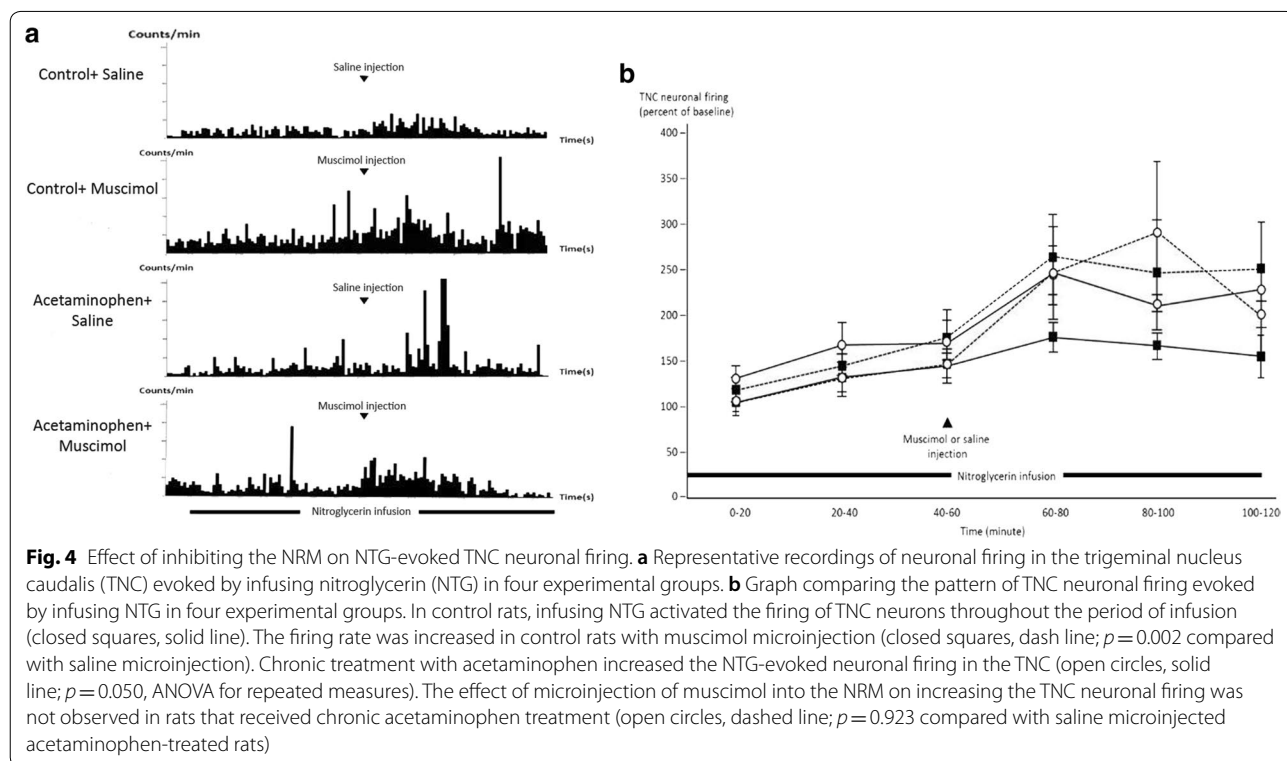 a
Counts/min
Control+ Saline
Saline injection
Time(s)
Counts/min
Control+ Muscimol
Muscimol injection
Time(s)
Counts/min
Acetaminophen+
Saline
Saline injection
Time(s)
Counts/min
Acetaminophen+
Muscimol
Muscimol injection
Time(s)
Nitroglycerin infusion
b
TNC neuronal firing
(percent of baseline)
400
350
300
250
200
150
100
50
0
Muscimol or saline
injection
Nitroglycerin infusion
0-20
20-40
40-60
60-80
80-100
100-120
Time (minute)
Fig. 4 Effect of inhibiting the NRM on NTG-evoked TNC neuronal firing. a Representative recordings of neuronal firing in the trigeminal nucleus
caudalis (TNC) evoked by infusing nitroglycerin (NTG) in four experimental groups. b Graph comparing the pattern of TNC neuronal firing evoked
by infusing NTG in four experimental groups. In control rats, infusing NTG activated the firing of TNC neurons throughout the period of infusion
(closed squares, solid line). The firing rate was increased in control rats with muscimol microinjection (closed squares, dash line; p = 0.002 compared
with saline microinjection). Chronic treatment with acetaminophen increased the NTG-evoked neuronal firing in the TNC (open circles, solid
line; p = 0.050, ANOVA for repeated measures). The effect of microinjection of muscimol into the NRM on increasing the TNC neuronal firing was
not observed in rats that received chronic acetaminophen treatment (open circles, dashed line; p = 0.923 compared with saline microinjected
acetaminophen-treated rats)